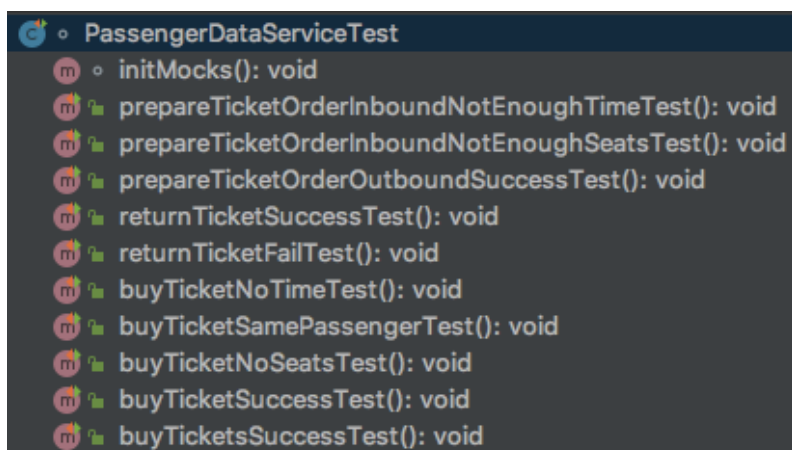 PassengerDataServiceTest
initMocks(): void
prepareTicketOrderInboundNotEnoughTimeTest(): void
prepareTicketOrderInboundNotEnoughSeatsTest(): void
prepareTicketOrderOutboundSuccessTest(): void
returnTicketSuccessTest(): void
returnTicketFailTest(): void
buyTicketNoTimeTest(): void
buyTicketSamePassengerTest(): void
buyTicketNoSeatsTest(): void
buyTicketSuccessTest(): void
buyTicketsSuccessTest(): void